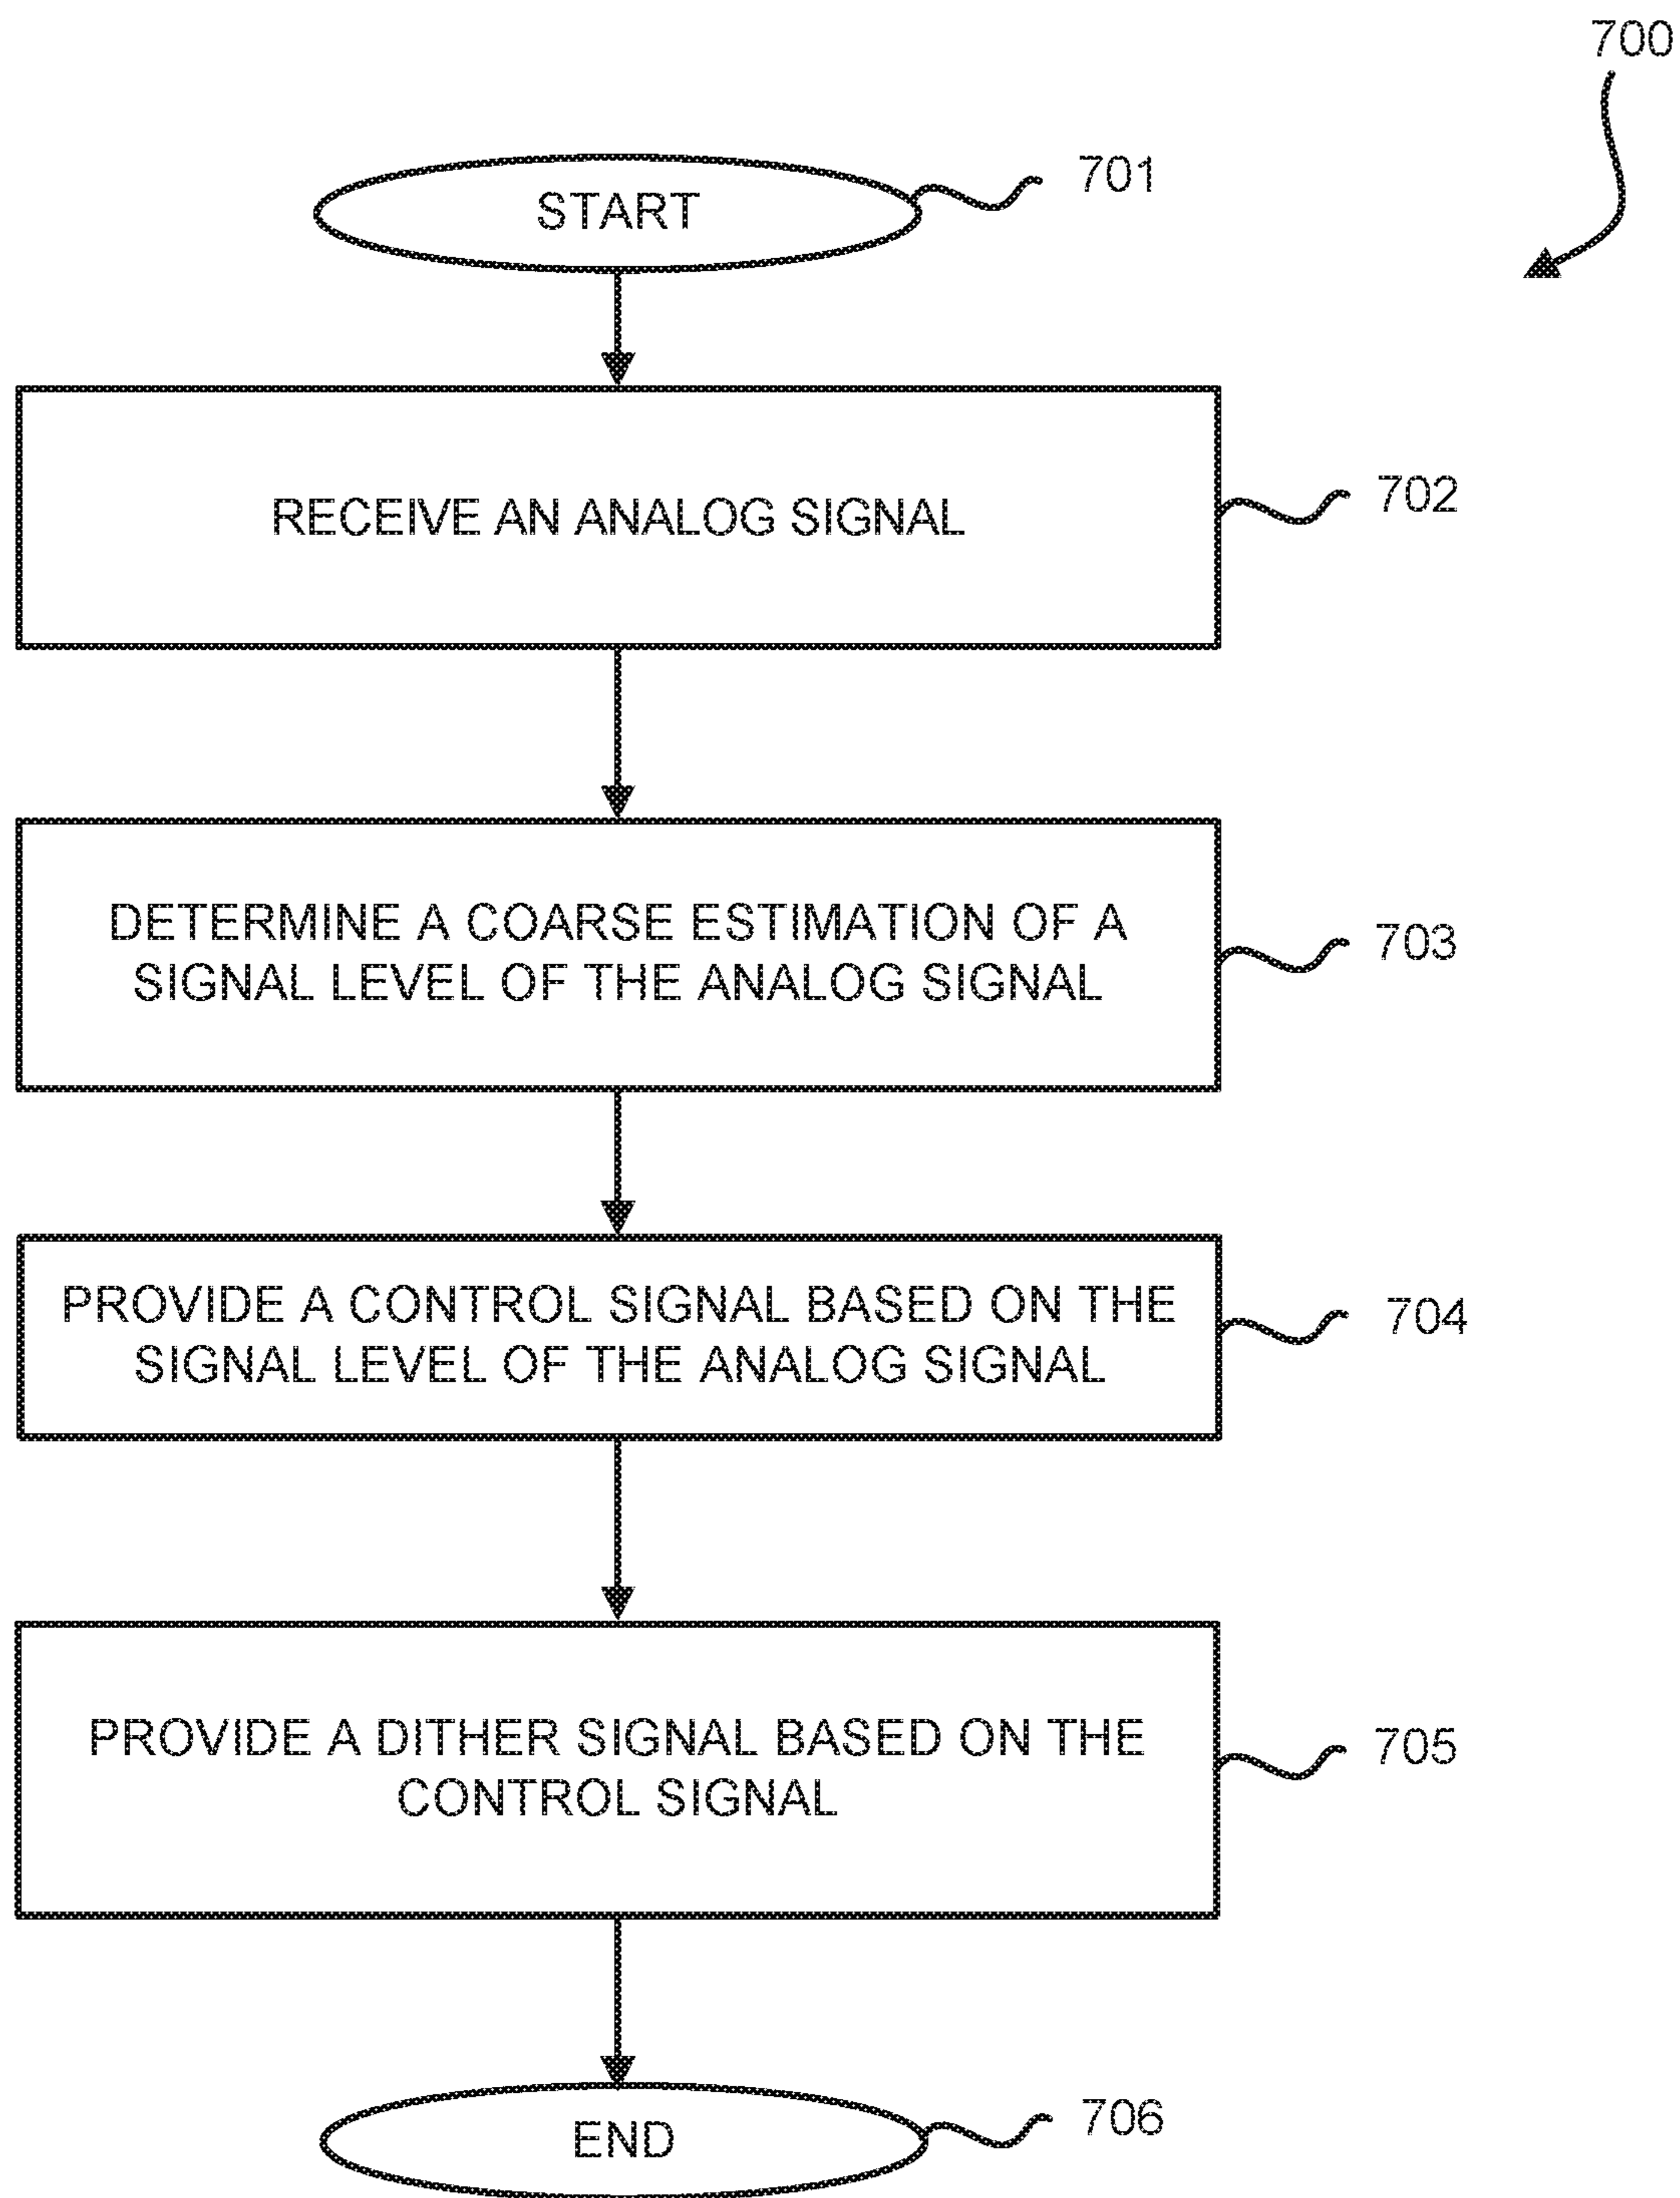 700
START
701
RECEIVE AN ANALOG SIGNAL
702
DETERMINE A COARSE ESTIMATION OF A
SIGNAL LEVEL OF THE ANALOG SIGNAL
703
PROVIDE A CONTROL SIGNAL BASED ON THE
SIGNAL LEVEL OF THE ANALOG SIGNAL
704
PROVIDE A DITHER SIGNAL BASED ON THE
CONTROL SIGNAL
705
END
706